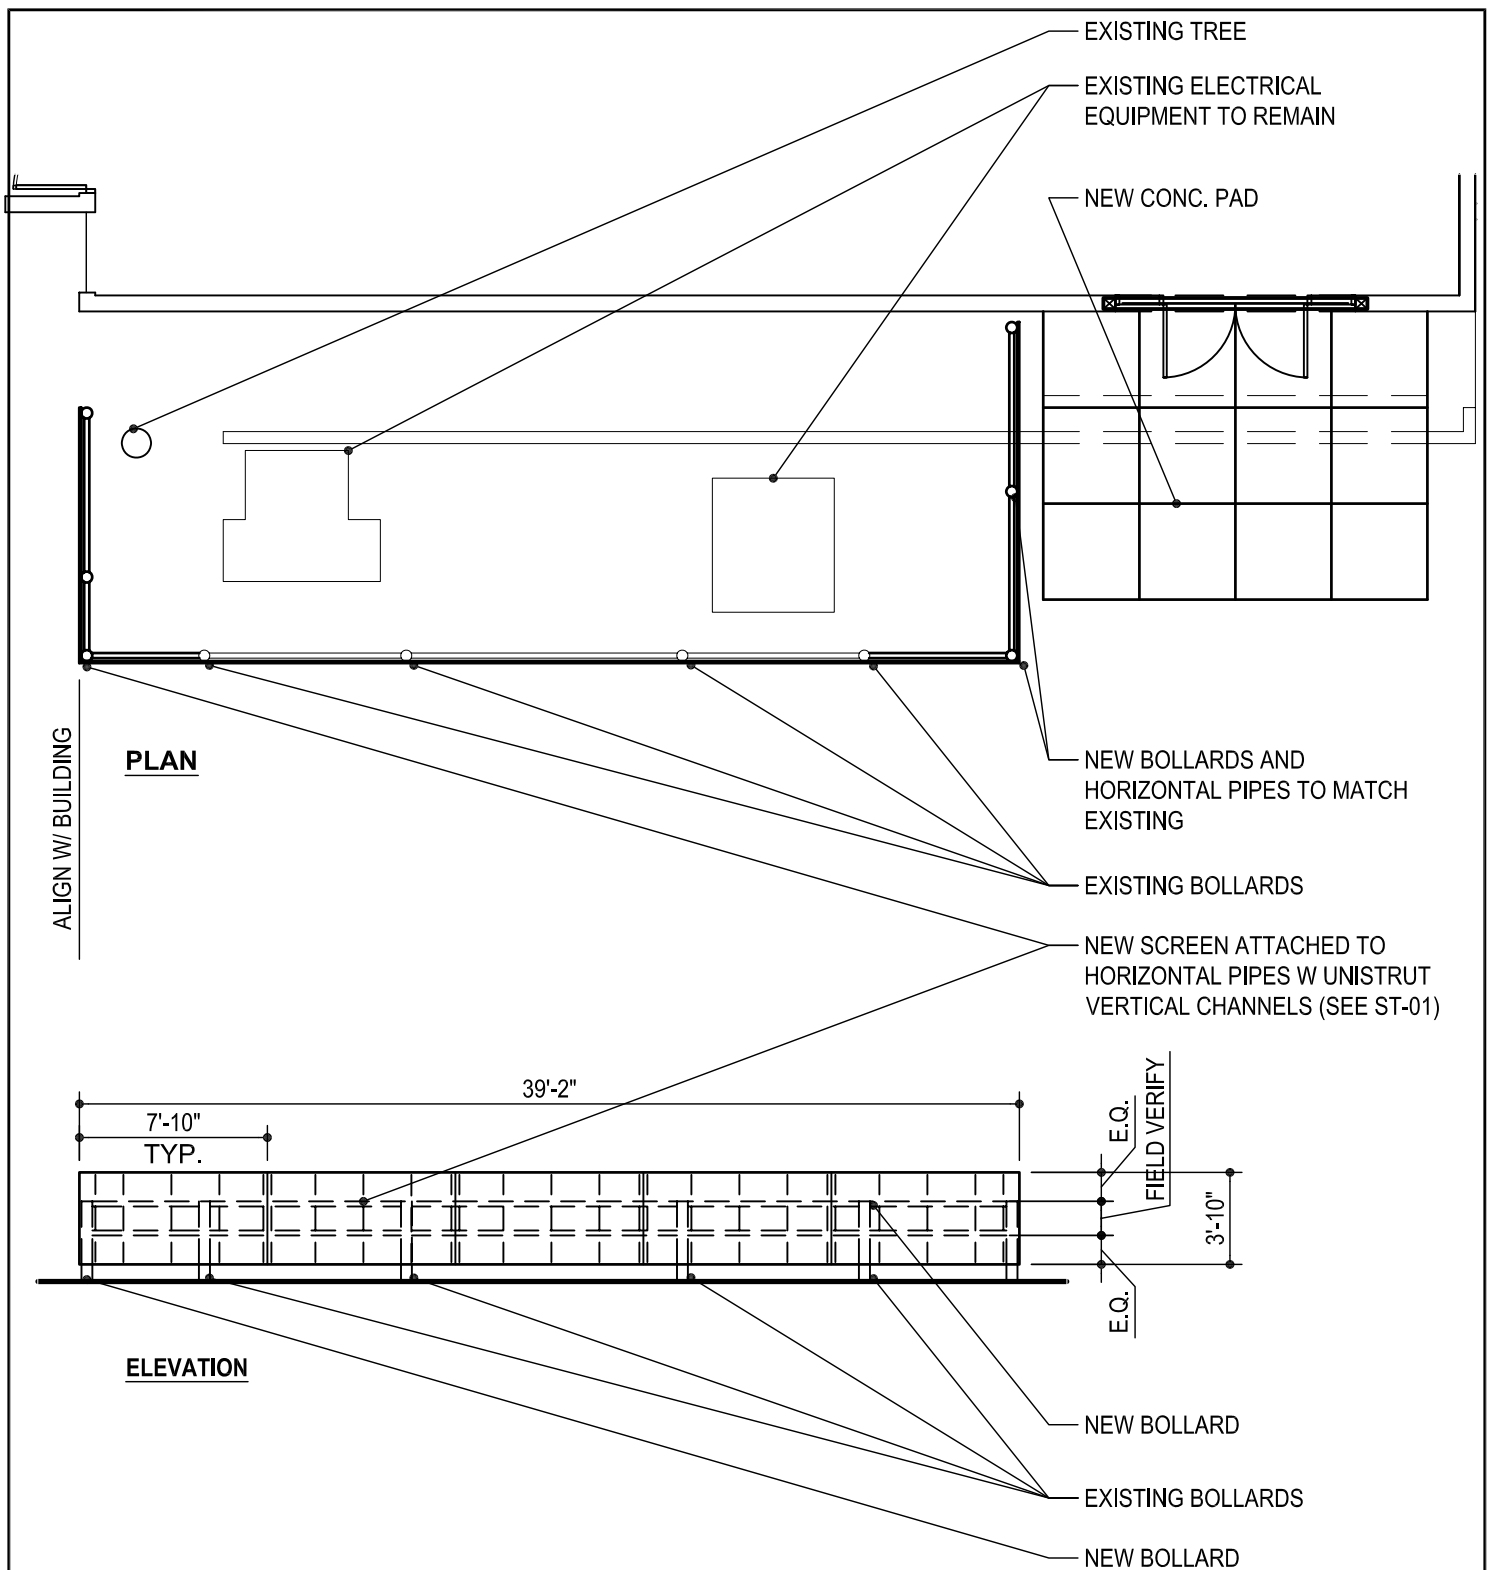 EXISTING TREE
EXISTING ELECTRICAL
EQUIPMENT TO REMAIN
NEW CONC. PAD
PLAN
ALIGN W/ BUILDING
NEW BOLLARDS AND
HORIZONTAL PIPES TO MATCH
EXISTING
EXISTING BOLLARDS
NEW SCREEN ATTACHED TO
HORIZONTAL PIPES W UNISTRUT
VERTICAL CHANNELS (SEE ST-01)
39'-2"
7'-10"
TYP.
E.Q.
FIELD VERIFY
3'-10"
E.Q.
ELEVATION
NEW BOLLARD
EXISTING BOLLARDS
NEW BOLLARD